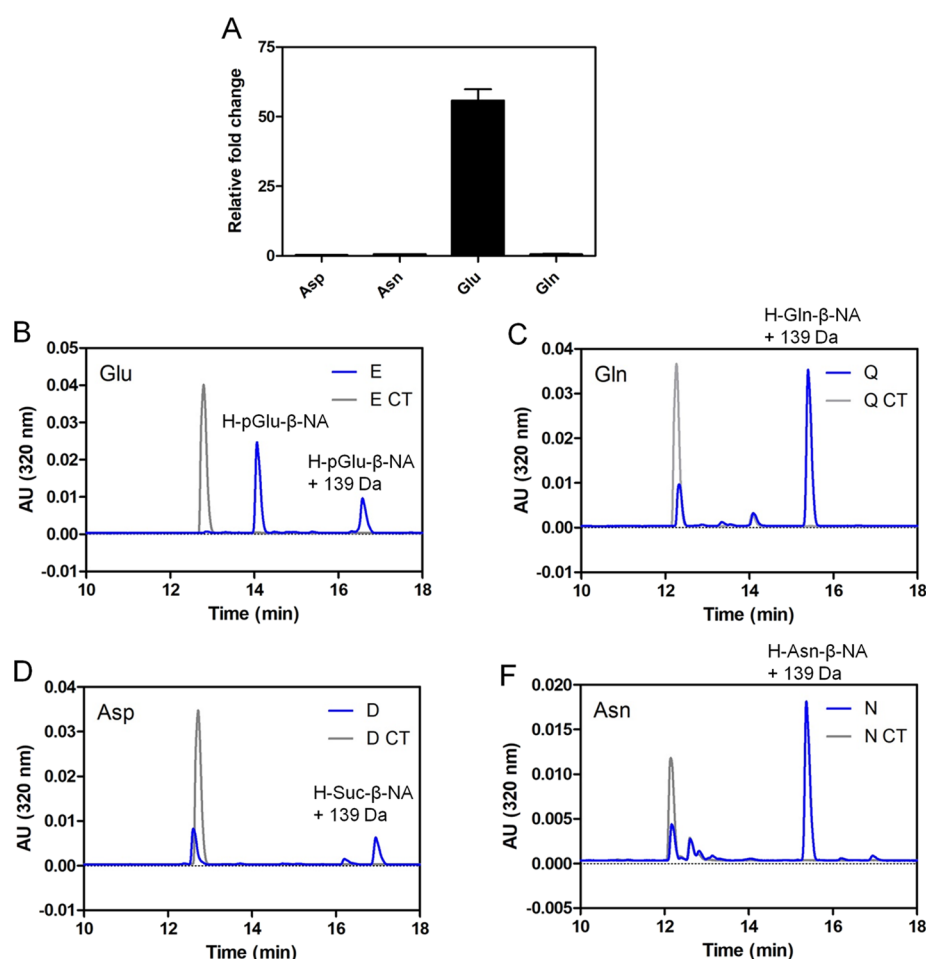 A
Relative fold change
75
50
25
0
Asp
Asn
Glu
Gln
B
Glu
E
E CT
H-pGlu-β-NA
H-pGlu-β-NA
+ 139 Da
AU (320 nm)
0.05
0.04
0.03
0.02
0.01
0.00
-0.01
10
12
14
16
18
Time (min)
C
H-Gln-β-NA
+ 139 Da
Gln
Q
Q CT
AU (320 nm)
0.04
0.03
0.02
0.01
0.00
-0.01
10
12
14
16
18
Time (min)
D
Asp
D
D CT
H-Suc-β-NA
+ 139 Da
AU (320 nm)
0.04
0.03
0.02
0.01
0.00
-0.01
10
12
14
16
18
Time (min)
F
H-Asn-β-NA
+ 139 Da
Asn
N
N CT
AU (320 nm)
0.020
0.015
0.010
0.005
0.000
-0.005
10
12
14
16
18
Time (min)